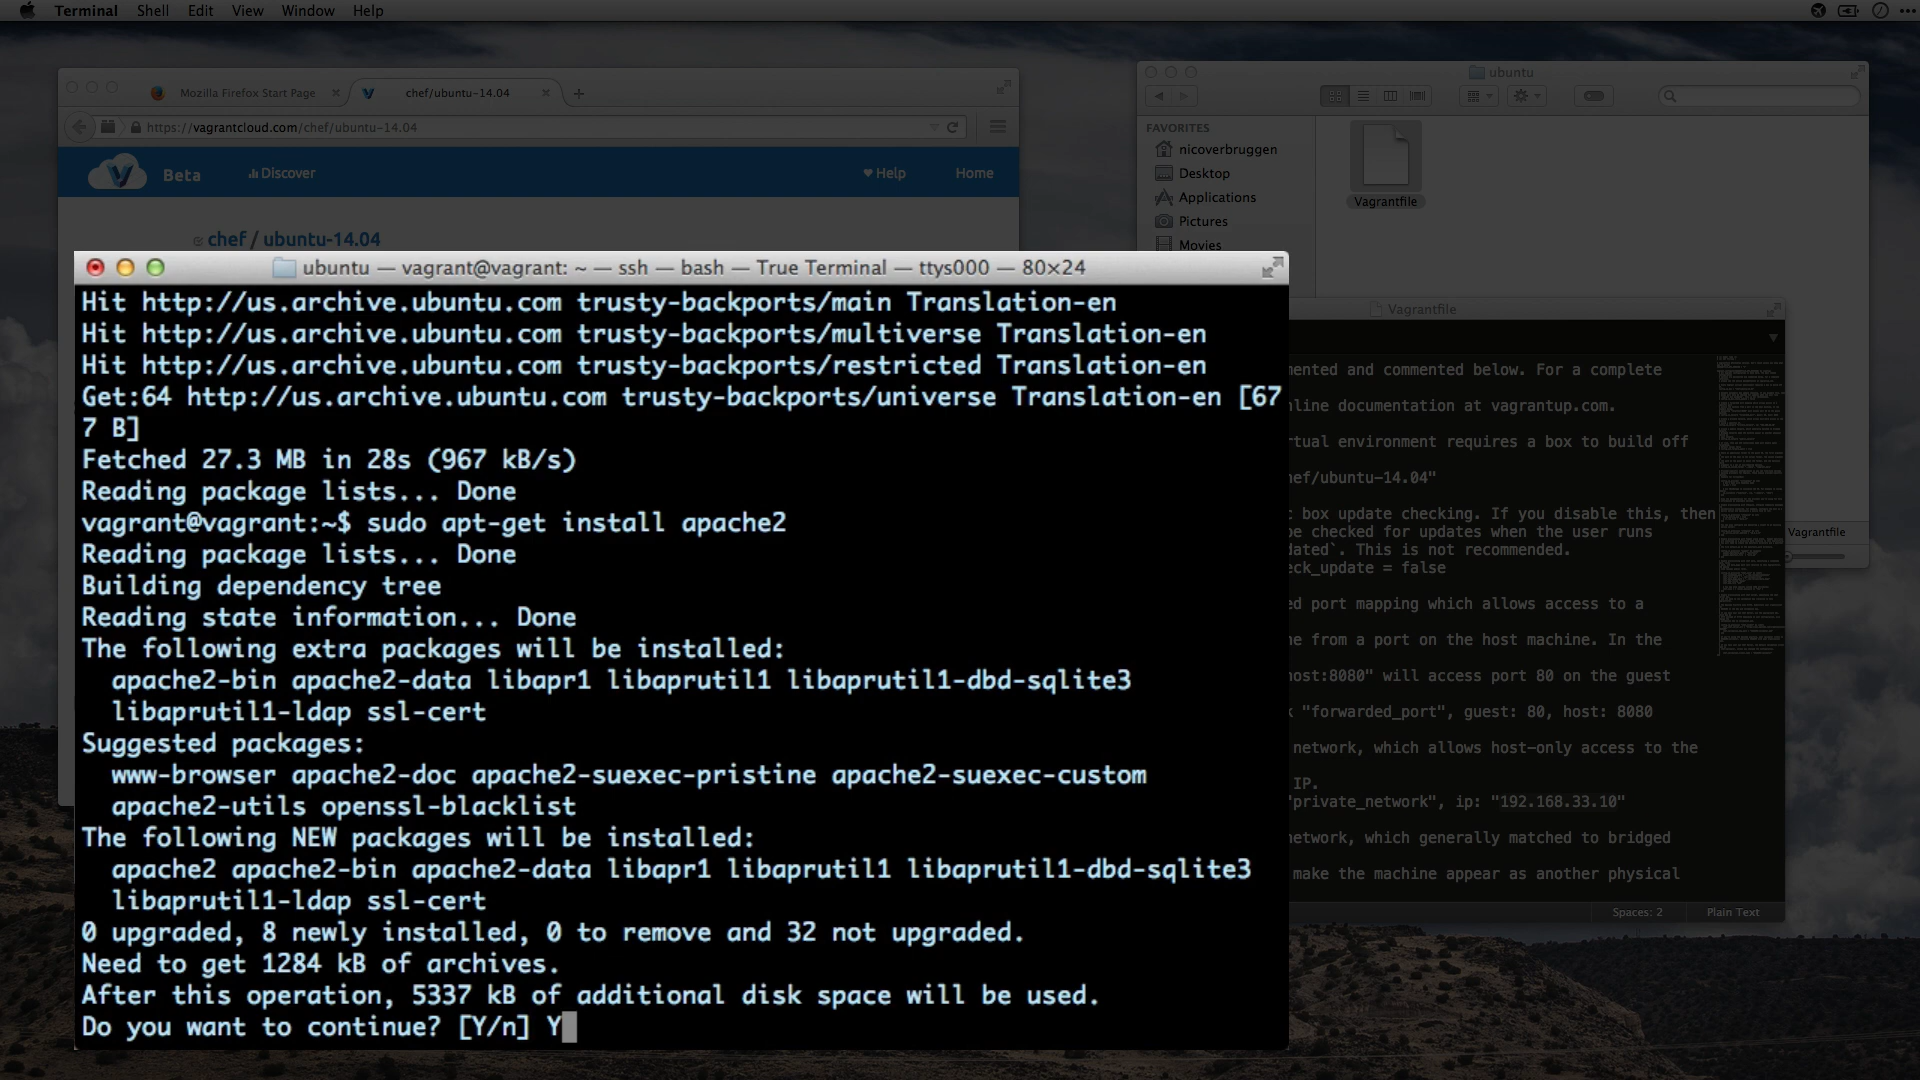 Terminal Shell Edit View Window Help
Mozilla Firefox Start Page
chef/ubuntu-14.04
https://vagrantcloud.com/chef/ubuntu-14.04
Beta
Discover
Help
Home
chef / ubuntu-14.04
ubuntu
FAVORITES
nicoverbruggen
Desktop
Applications
Pictures
Movies
Vagrantfile
ubuntu — vagrant@vagrant: ~ — ssh — bash — True Terminal — ttys000 — 80×24
Hit http://us.archive.ubuntu.com trusty-backports/main Translation-en
Hit http://us.archive.ubuntu.com trusty-backports/multiverse Translation-en
Hit http://us.archive.ubuntu.com trusty-backports/restricted Translation-en
Get:64 http://us.archive.ubuntu.com trusty-backports/universe Translation-en [67
7 B]
Fetched 27.3 MB in 28s (967 kB/s)
Reading package lists... Done
vagrant@vagrant:~$ sudo apt-get install apache2
Reading package lists... Done
Building dependency tree
Reading state information... Done
The following extra packages will be installed:
apache2-bin apache2-data libapr1 libaprutil1 libaprutil1-dbd-sqlite3
libaprutil1-ldap ssl-cert
Suggested packages:
www-browser apache2-doc apache2-suexec-pristine apache2-suexec-custom
apache2-utils openssl-blacklist
The following NEW packages will be installed:
apache2 apache2-bin apache2-data libapr1 libaprutil1 libaprutil1-dbd-sqlite3
libaprutil1-ldap ssl-cert
0 upgraded, 8 newly installed, 0 to remove and 32 not upgraded.
Need to get 1284 kB of archives.
After this operation, 5337 kB of additional disk space will be used.
Do you want to continue? [Y/n] Y
Vagrantfile
mented and commented below. For a complete
nline documentation at vagrantup.com.
rtual environment requires a box to build off
hef/ubuntu-14.04"
c box update checking. If you disable this, then
be checked for updates when the user runs
dated`. This is not recommended.
eck_update = false
ed port mapping which allows access to a
ne from a port on the host machine. In the
host:8080" will access port 80 on the guest
k "forwarded_port", guest: 80, host: 8080
network, which allows host-only access to the
IP.
"private_network", ip: "192.168.33.10"
network, which generally matched to bridged
make the machine appear as another physical
Spaces: 2
Plain Text
Vagrantfile